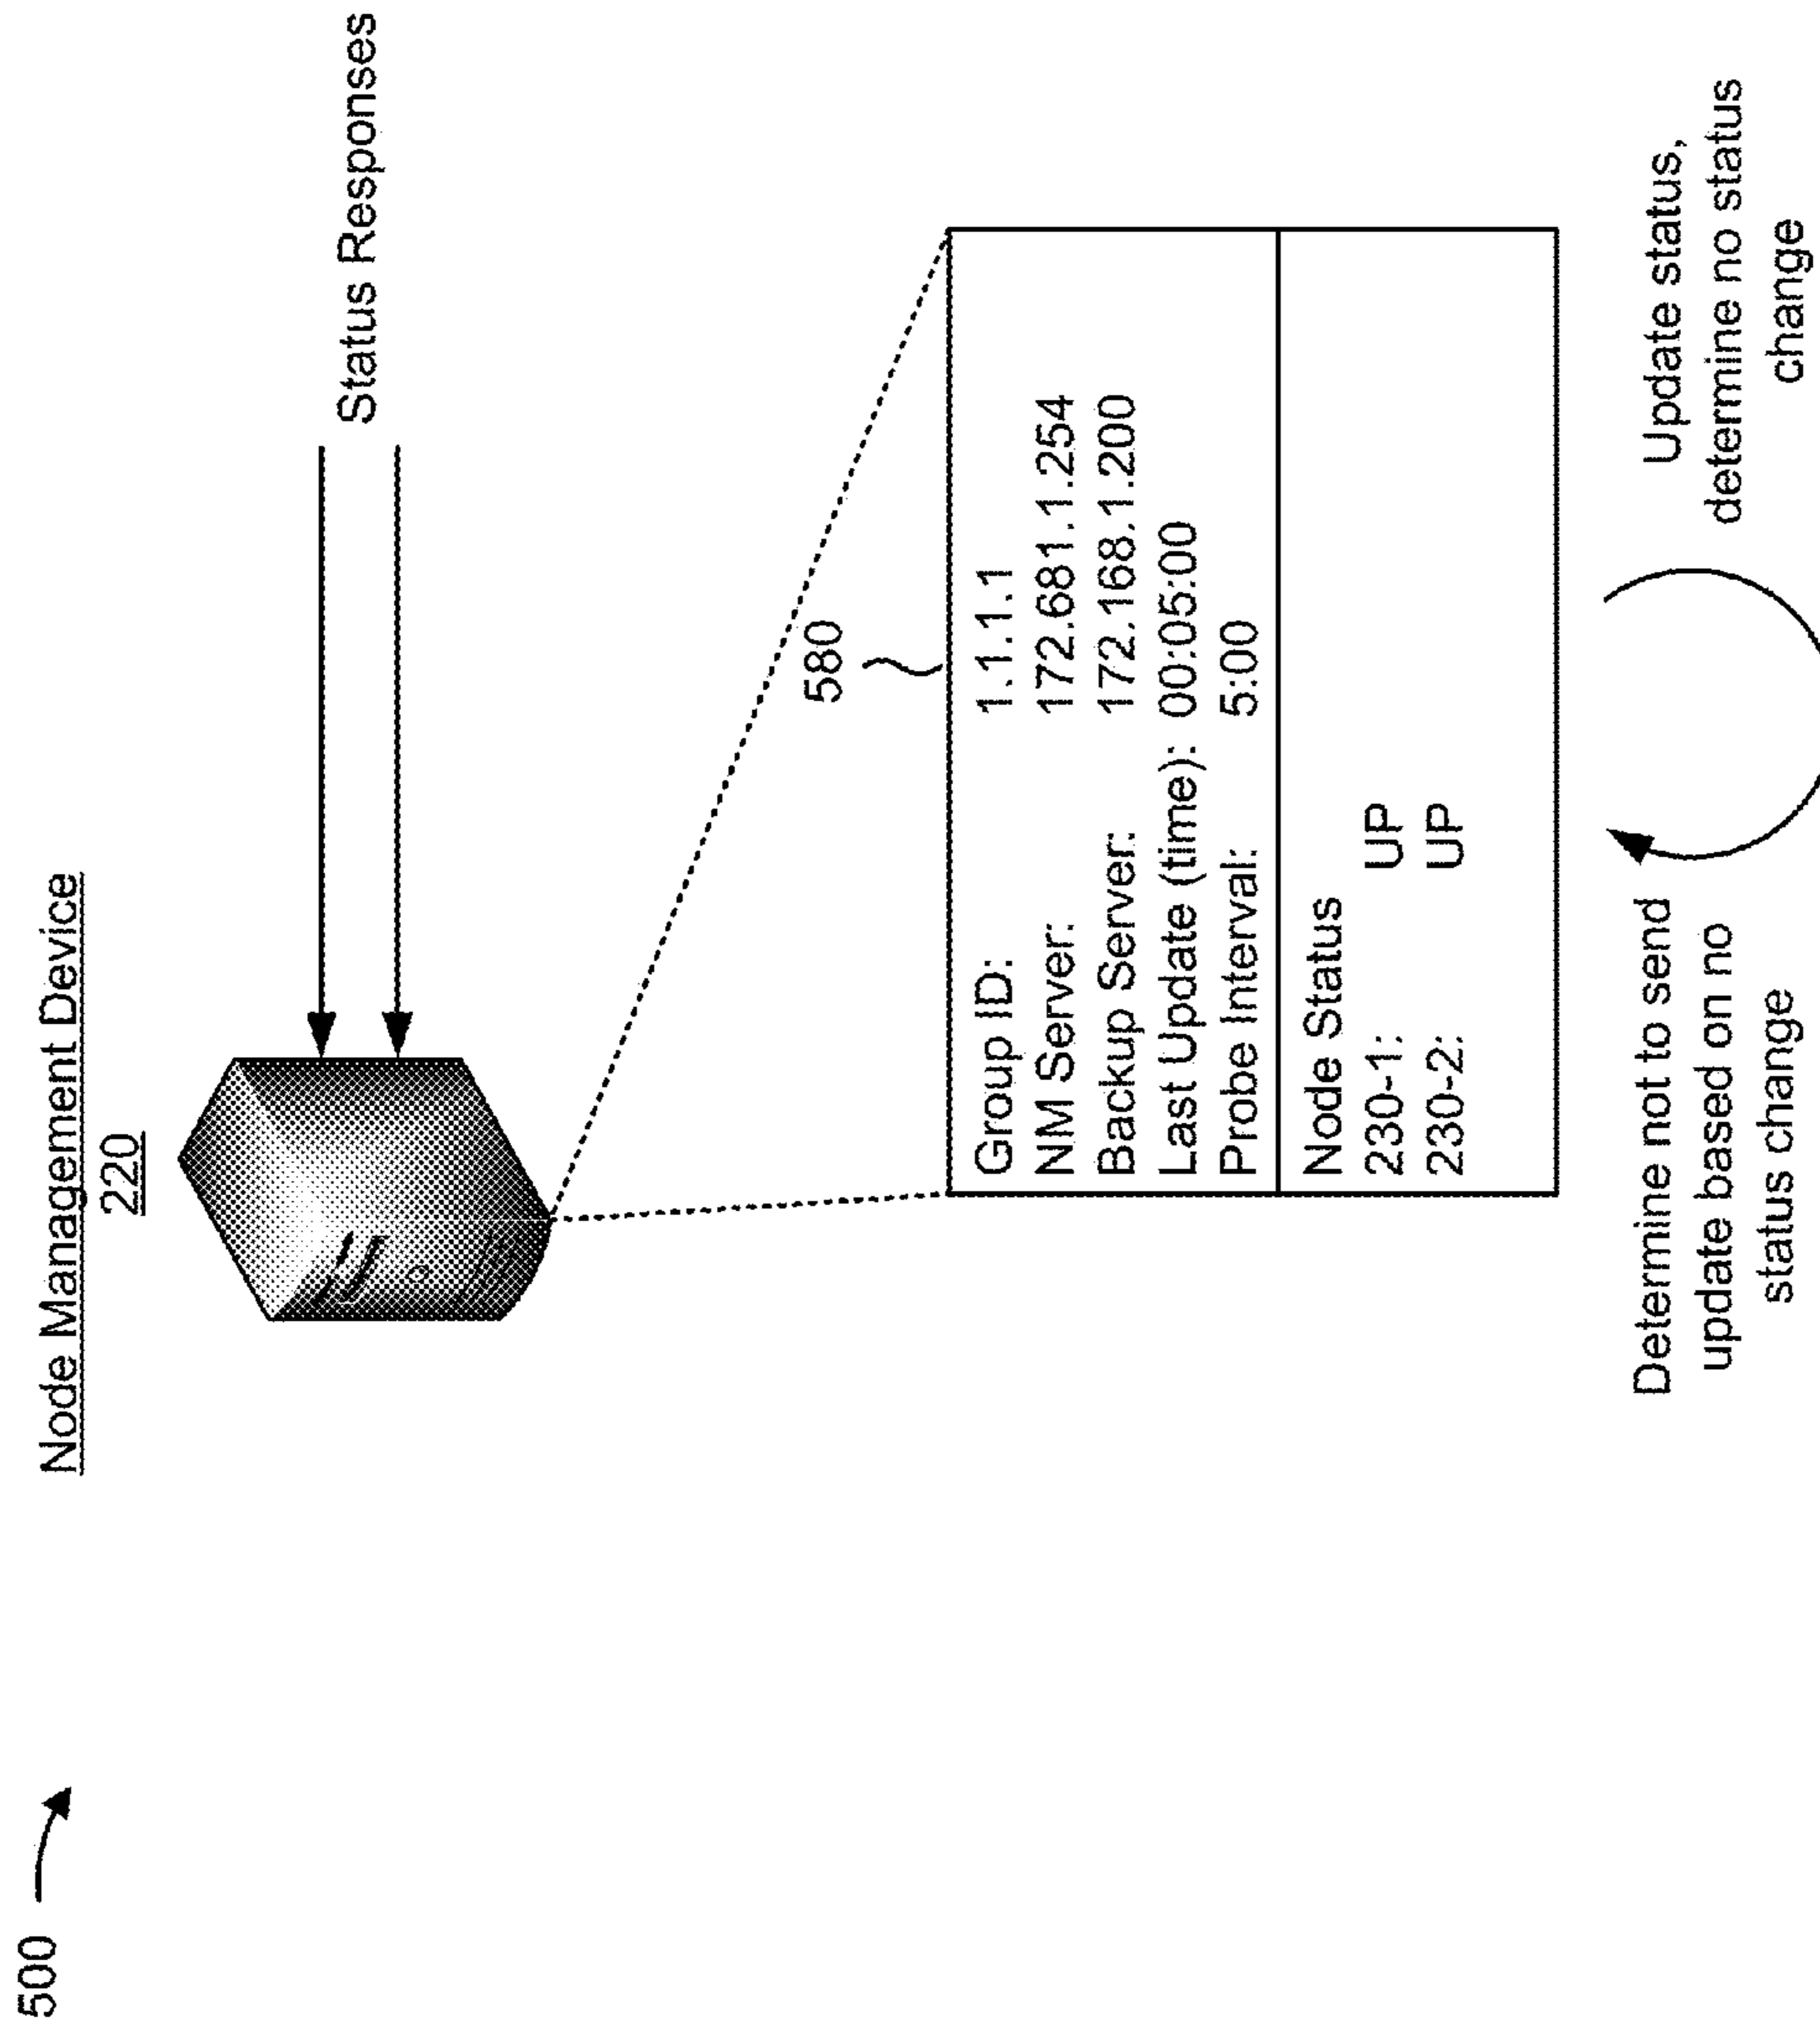 500
Node Management Device
220
Status Responses
580
Group ID: 1.1.1.1
NM Server: 172.681.1.254
Backup Server: 172.168.1.200
Last Update (time): 00:05:00
Probe Interval: 5:00
Node Status
230-1: UP
230-2: UP
Determine not to send
update based on no
status change
Update status,
determine no status
change